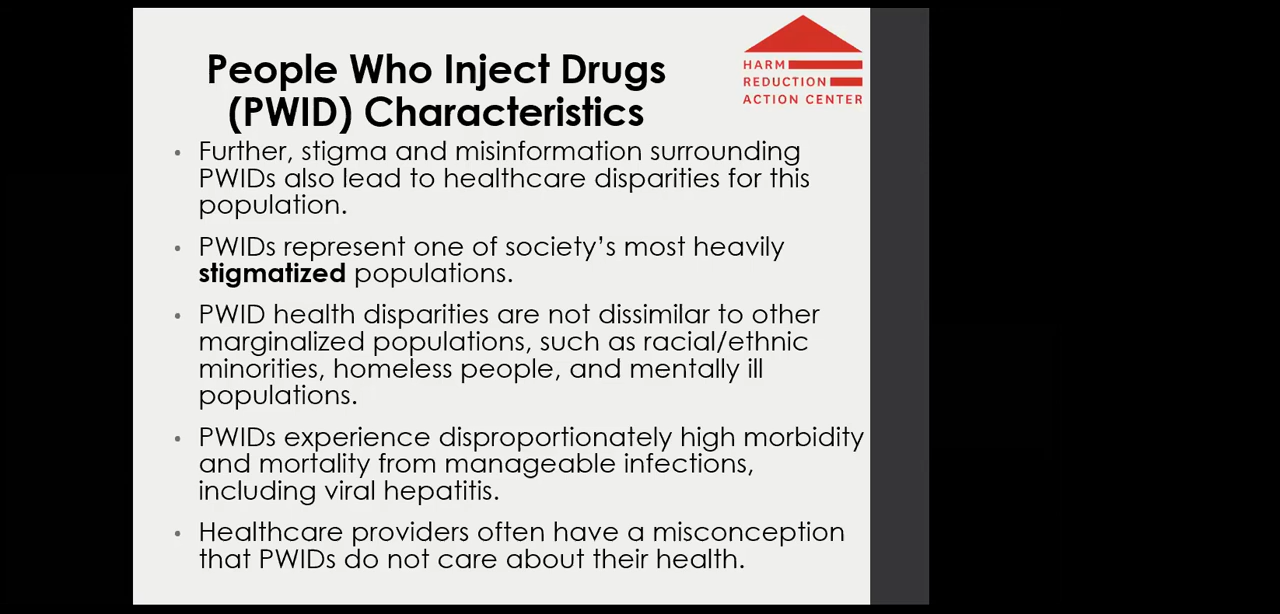 People Who Inject Drugs
(PWID) Characteristics
HARM
REDUCTION
ACTION CENTER
• Further, stigma and misinformation surrounding
PWIDs also lead to healthcare disparities for this
population.
• PWIDs represent one of society’s most heavily
stigmatized populations.
• PWID health disparities are not dissimilar to other
marginalized populations, such as racial/ethnic
minorities, homeless people, and mentally ill
populations.
• PWIDs experience disproportionately high morbidity
and mortality from manageable infections,
including viral hepatitis.
• Healthcare providers often have a misconception
that PWIDs do not care about their health.